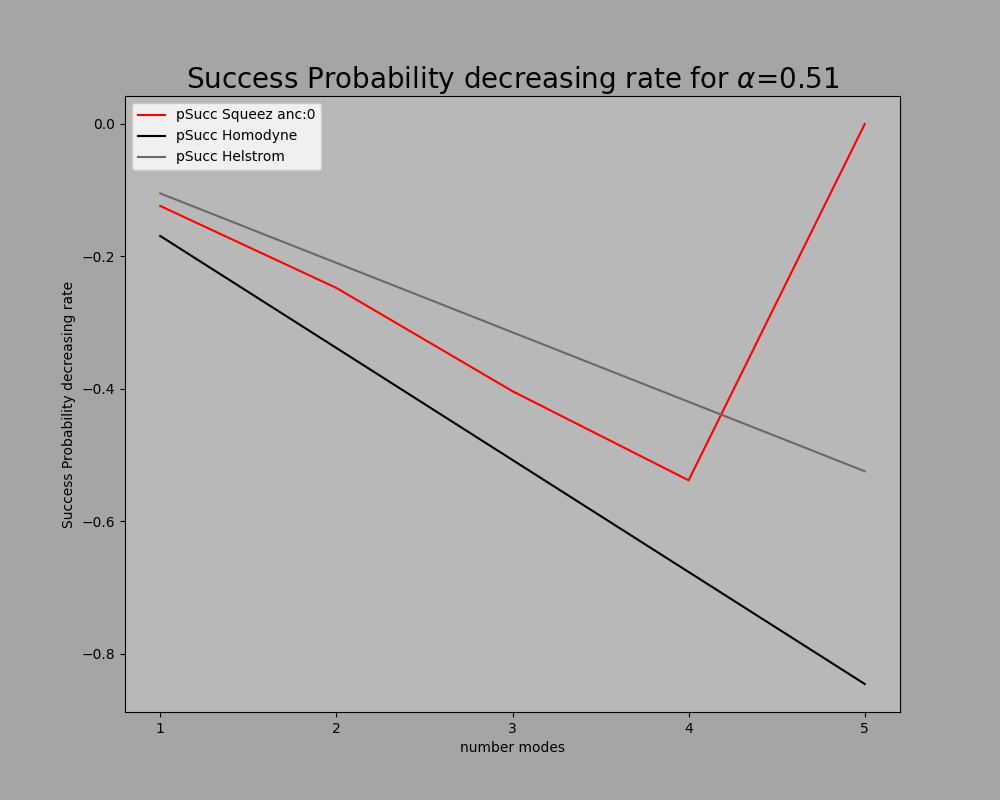 Success Probability decreasing rate for α=0.51
pSucc Squeez anc:0
pSucc Homodyne
pSucc Helstrom
0.0
−0.2
−0.4
−0.6
−0.8
Success Probability decreasing rate
1 2 3 4 5
number modes